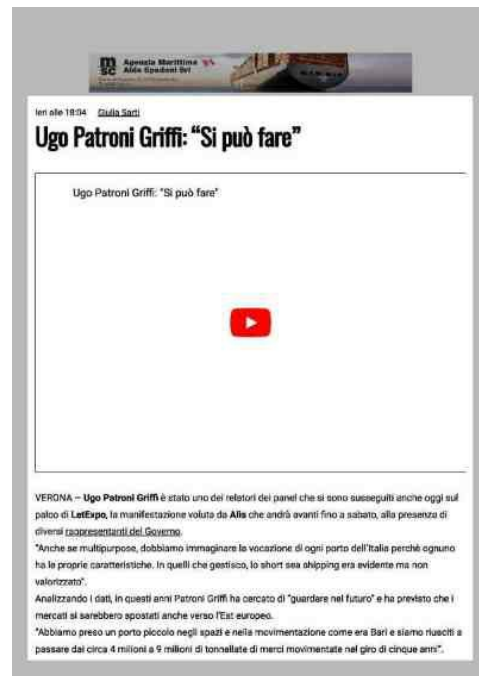 msc Agenzia Marittima
Aldo Spadoni Srl
Ieri alle 18:04 Giulia Sarti
Ugo Patroni Griffi: “Si può fare”
Ugo Patroni Griffi: "Si può fare"
VERONA – Ugo Patroni Griffi è stato uno dei relatori dei panel che si sono susseguiti anche oggi sul
palco di LetExpo, la manifestazione voluta da Alis che andrà avanti fino a sabato, alla presenza di
diversi rappresentanti del Governo.
"Anche se multipurpose, dobbiamo immaginare la vocazione di ogni porto dell'Italia perchè ognuno
ha le proprie caratteristiche. In quelli che gestisco, lo short sea shipping era evidente ma non
valorizzato".
Analizzando i dati, in questi anni Patroni Griffi ha cercato di "guardare nel futuro" e ha previsto che i
mercati si sarebbero spostati anche verso l'Est europeo.
"Abbiamo preso un porto piccolo negli spazi e nella movimentazione come era Bari e siamo riusciti a
passare dai circa 4 milioni a 9 milioni di tonnellate di merci movimentate nel giro di cinque anni".